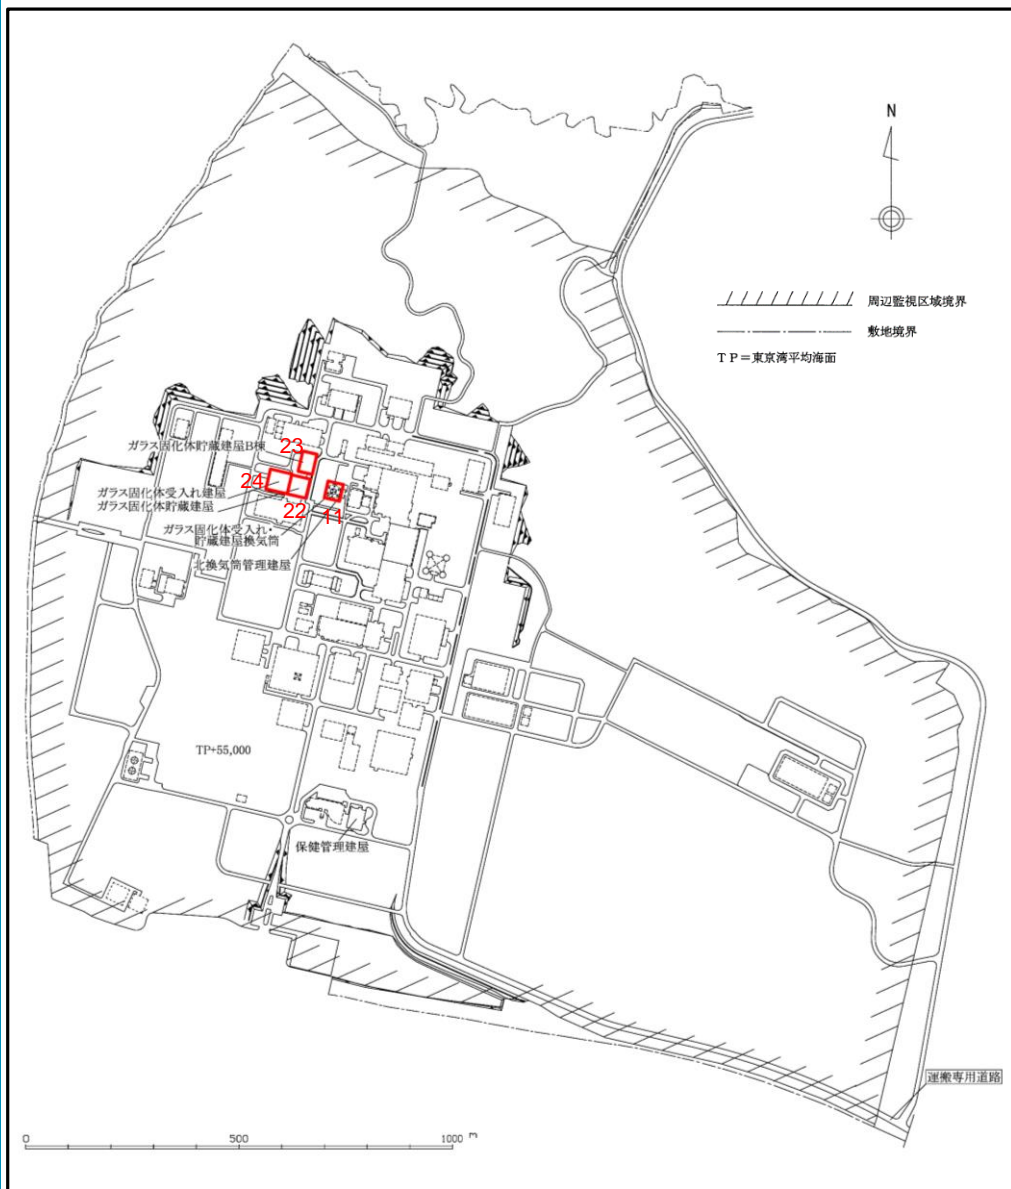 N
周辺監視区域境界
敷地境界
TP=東京湾平均海面
23
ガラス固化体貯蔵建屋B棟
24
ガラス固化体受入れ建屋
ガラス固化体貯蔵建屋
22
11
ガラス固化体受入れ・
貯蔵建屋換気筒
北換気筒管理建屋
TP+55,000
保健管理建屋
運搬専用道路
0 500 1000 m